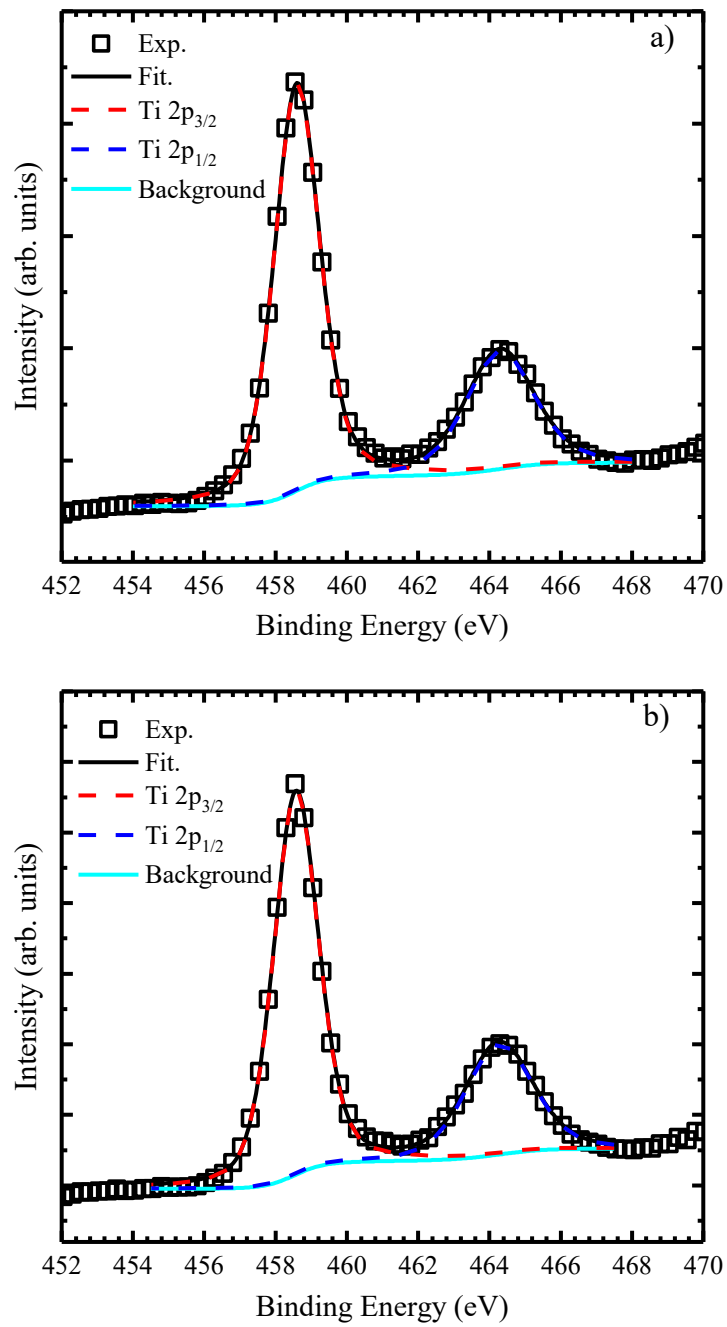 a)
Exp.
Fit.
Ti 2p3/2
Ti 2p1/2
Background
Intensity (arb. units)
452 454 456 458 460 462 464 466 468 470
Binding Energy (eV)
b)
Exp.
Fit.
Ti 2p3/2
Ti 2p1/2
Background
Intensity (arb. units)
452 454 456 458 460 462 464 466 468 470
Binding Energy (eV)